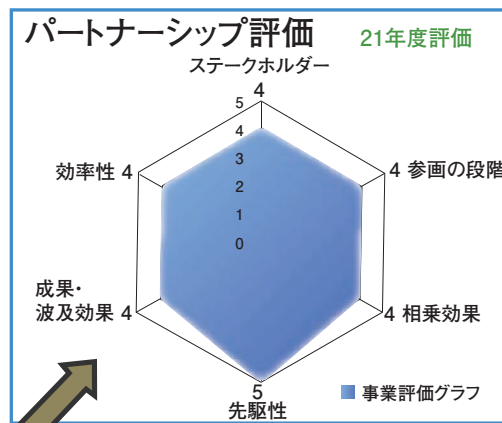 パートナーシップ評価
21年度評価
ステークホルダー
4
5
4
3
2
1
0
効率性 4
4 参画の段階
成果・
波及効果 4
4 相乗効果
5
先駆性
事業評価グラフ